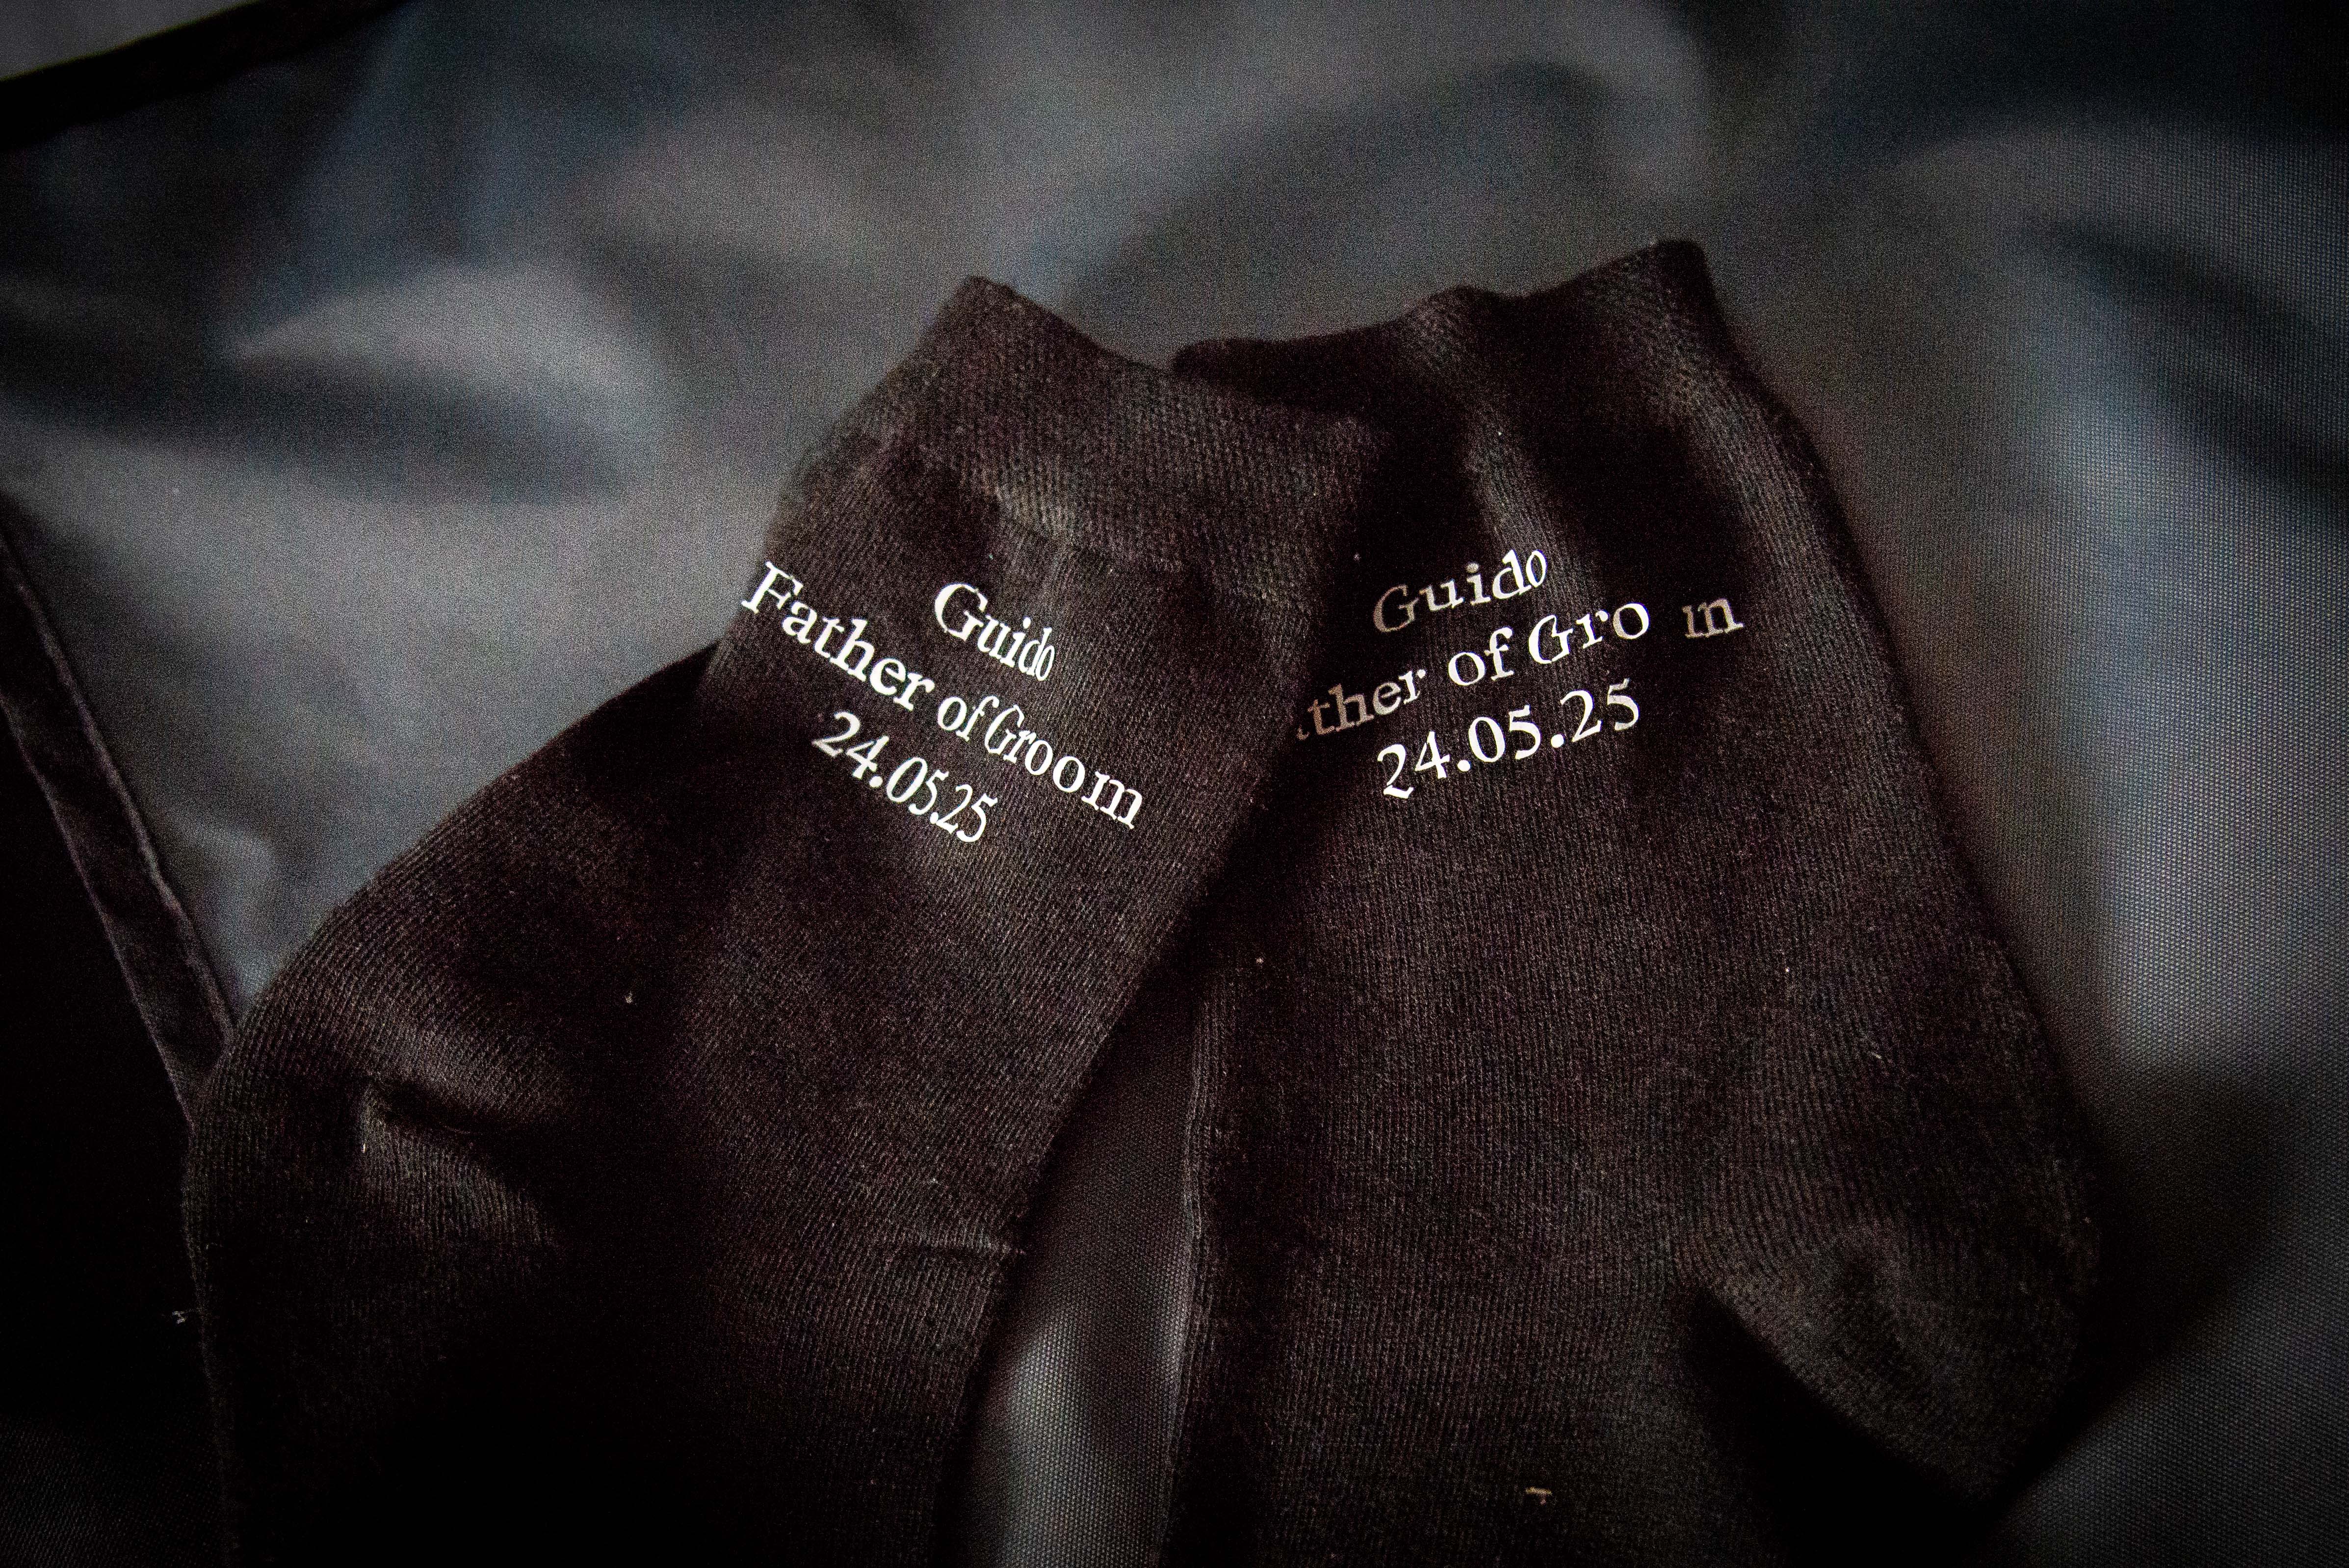 Guido
Father of Groom
24.05.25
Guido
ather of Groom
24.05.25